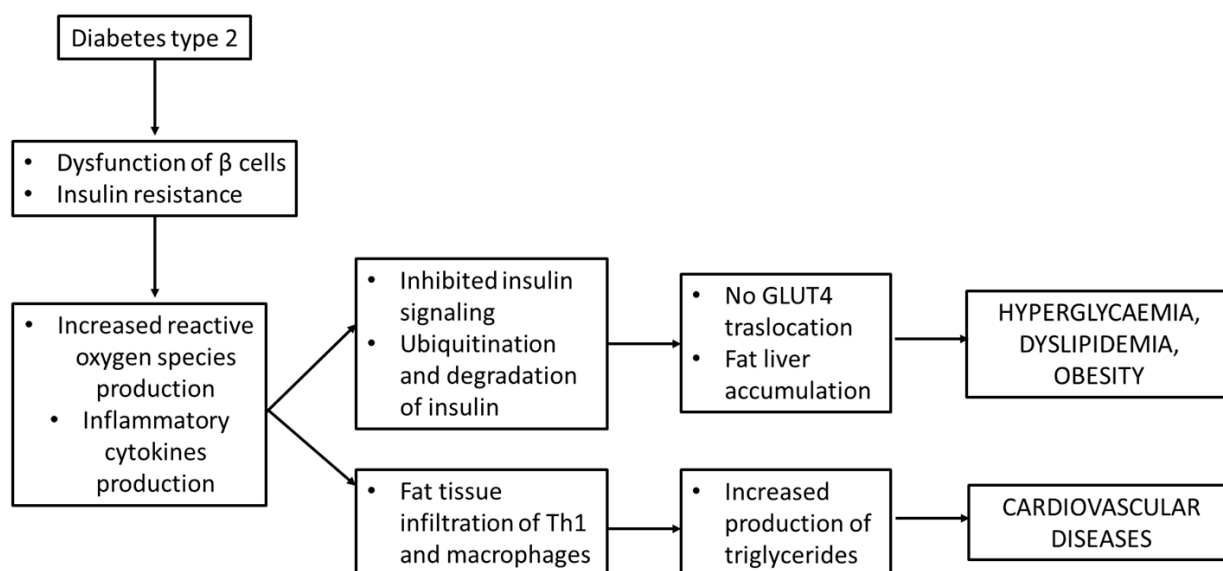 Diabetes type 2
• Dysfunction of β cells
• Insulin resistance
• Increased reactive
oxygen species
production
• Inflammatory
cytokines
production
• Inhibited insulin
signaling
• Ubiquitination
and degradation
of insulin
• No GLUT4
traslocation
• Fat liver
accumulation
HYPERGLYCAEMIA,
DYSLIPIDEMIA,
OBESITY
• Fat tissue
infiltration of Th1
and macrophages
• Increased
production of
triglycerides
CARDIOVASCULAR
DISEASES